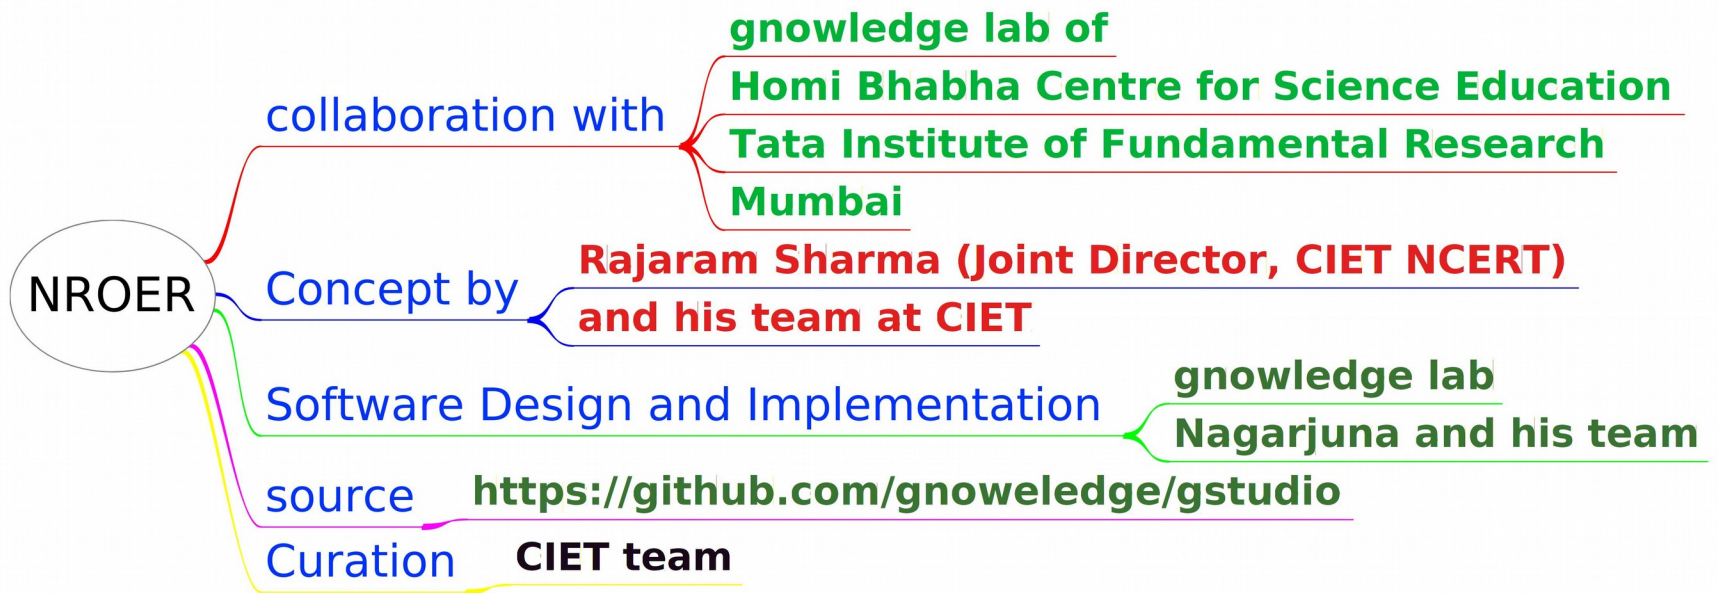 NROER
collaboration with
gnowledge lab of
Homi Bhabha Centre for Science Education
Tata Institute of Fundamental Research
Mumbai
Concept by
Rajaram Sharma (Joint Director, CIET NCERT)
and his team at CIET
Software Design and Implementation
gnowledge lab
Nagarjuna and his team
source
https://github.com/gnoweledge/gstudio
Curation
CIET team